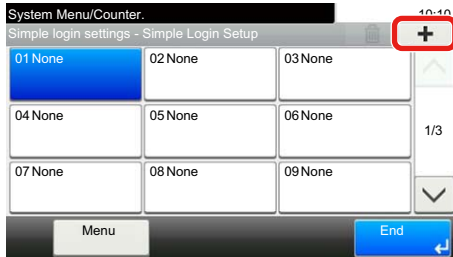 System Menu/Counter.
10:10
Simple login settings - Simple Login Setup
01 None
02 None
03 None
04 None
05 None
06 None
1/3
07 None
08 None
09 None
Menu
End